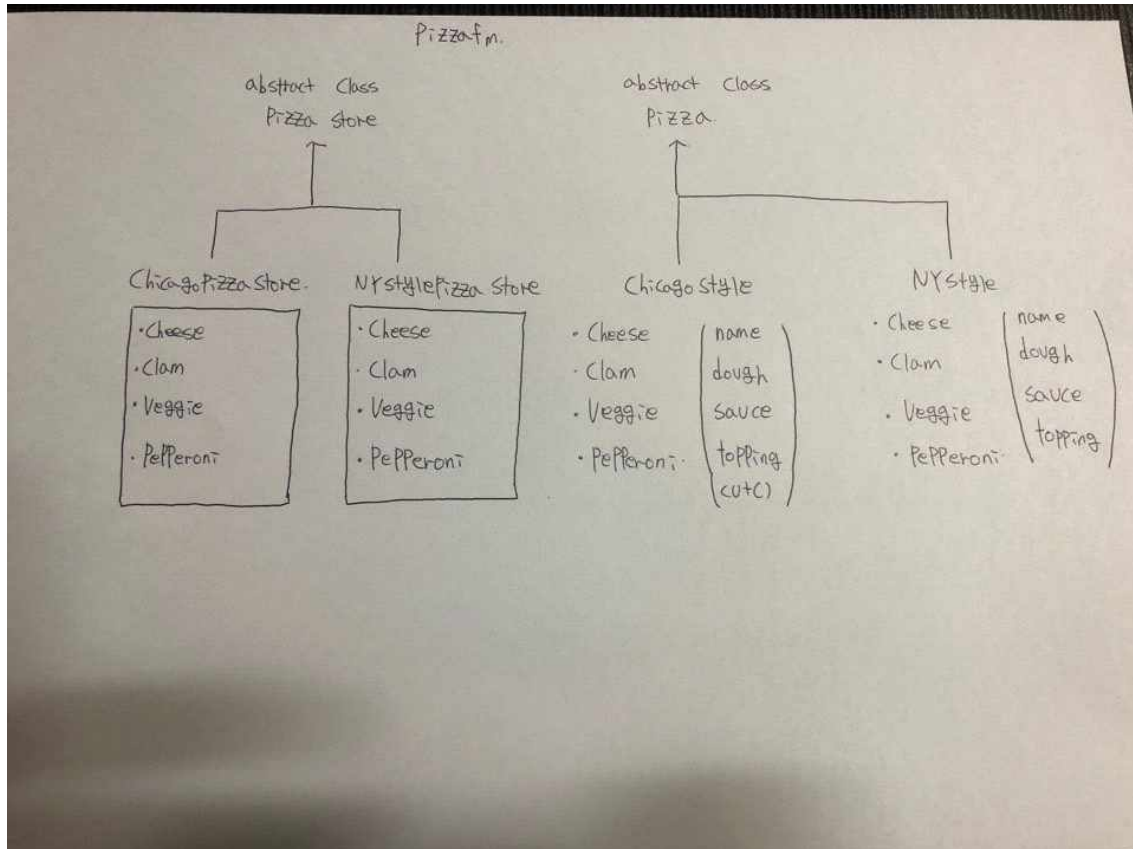 Pizzafm.
abstract class
Pizza store
abstract class
Pizza.
ChicagoPizza Store.
NYstylePizza Store
Chicago style
NYstyle
· Cheese
· Clam
· Veggie
· Pepperoni
· Cheese
· Clam
· Veggie
· Pepperoni
· Cheese
· Clam
· Veggie
· Pepperoni.
name
dough
sauce
topping
cut()
· Cheese
· Clam
· Veggie
· Pepperoni.
name
dough
sauce
topping